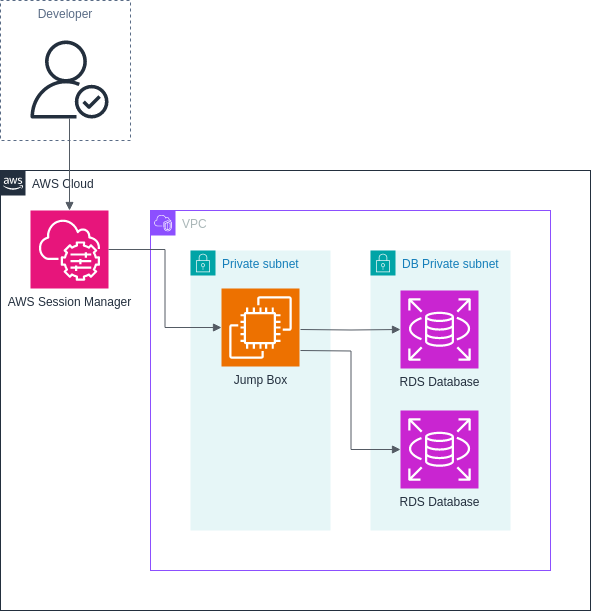 Developer
aws
AWS Cloud
VPC
Private subnet
DB Private subnet
AWS Session Manager
Jump Box
RDS Database
RDS Database